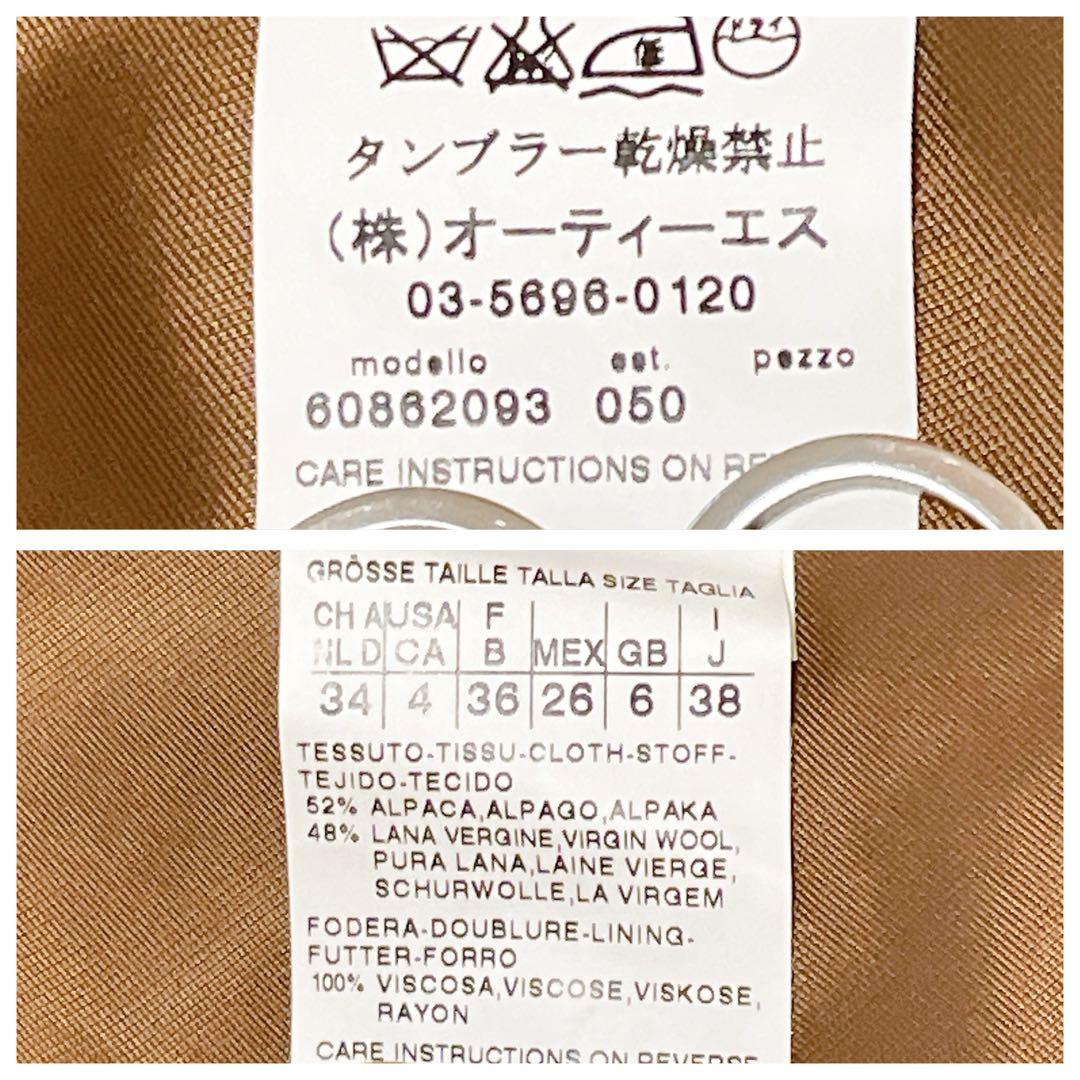 ドライ
低
タンブラー乾燥禁止
(株)オーティーエス
03-5696-0120
modello est. pezzo
60862093 050
CARE INSTRUCTIONS ON
GRÖSSE TAILLE TALLA SIZE TAGLIA
CH A USA F I
NL D CA B MEX GB J
34 4 36 26 6 38
TESSUTO-TISSU-CLOTH-STOFF-
TEJIDO-TECIDO
52% ALPACA,ALPAGO,ALPAKA
48% LANA VERGINE,VIRGIN WOOL,
PURA LANA,LAINE VIERGE,
SCHURWOLLE,LA VIRGEM
FODERA-DOUBLURE-LINING-
FUTTER-FORRO
100% VISCOSA,VISCOSE,VISKOSE,
RAYON
CARE INSTRUCTIONS ON REVERSE